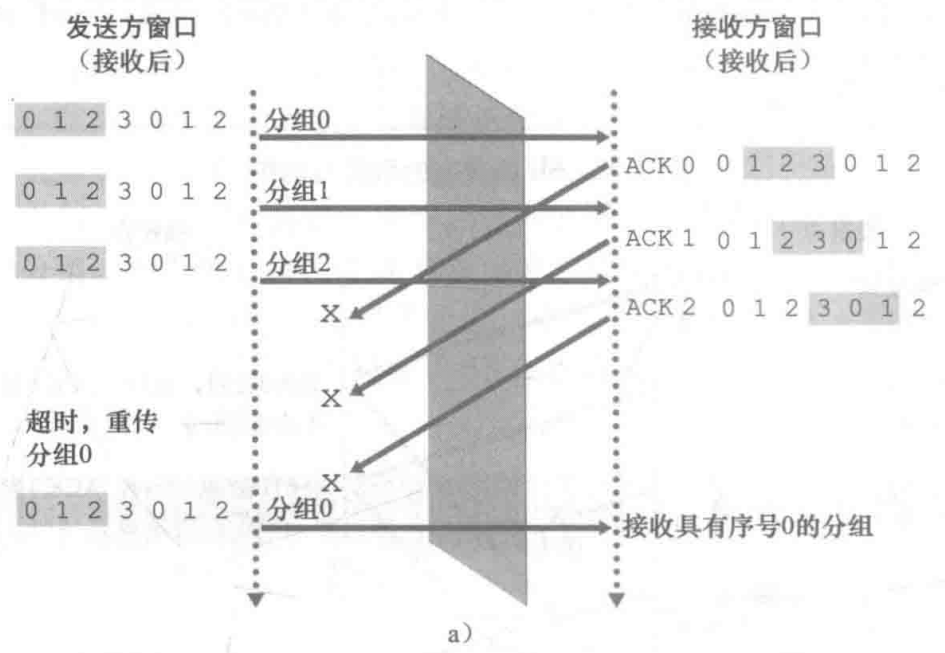 发送方窗口
（接收后）
接收方窗口
（接收后）
0 1 2 3 0 1 2
分组0
ACK 0 0 1 2 3 0 1 2
0 1 2 3 0 1 2
分组1
ACK 1 0 1 2 3 0 1 2
0 1 2 3 0 1 2
分组2
ACK 2 0 1 2 3 0 1 2
x
x
x
超时，重传
分组0
0 1 2 3 0 1 2
分组0
接收具有序号0的分组
a）